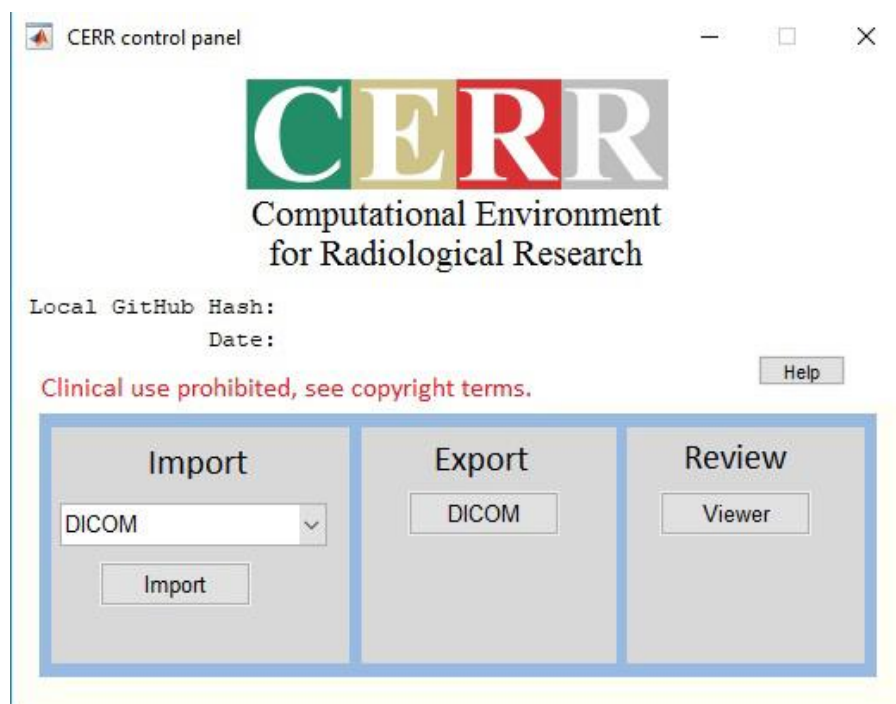 CERR control panel
CERR
Computational Environment
for Radiological Research
Local GitHub Hash:
Date:
Help
Clinical use prohibited, see copyright terms.
Import
DICOM
Import
Export
DICOM
Review
Viewer